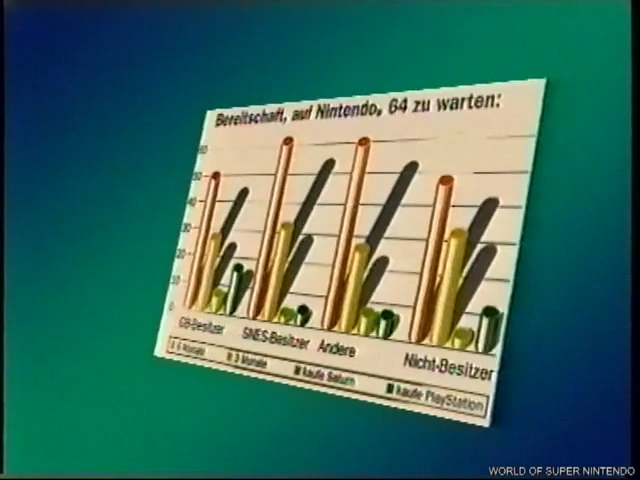 Bereitschaft, auf Nintendo 64 zu warten:
60
50
40
30
20
10
0
GB-Besitzer SNES-Besitzer Andere Nicht-Besitzer
6 Monate 3 Monate kaufe Saturn kaufe PlayStation
WORLD OF SUPER NINTENDO